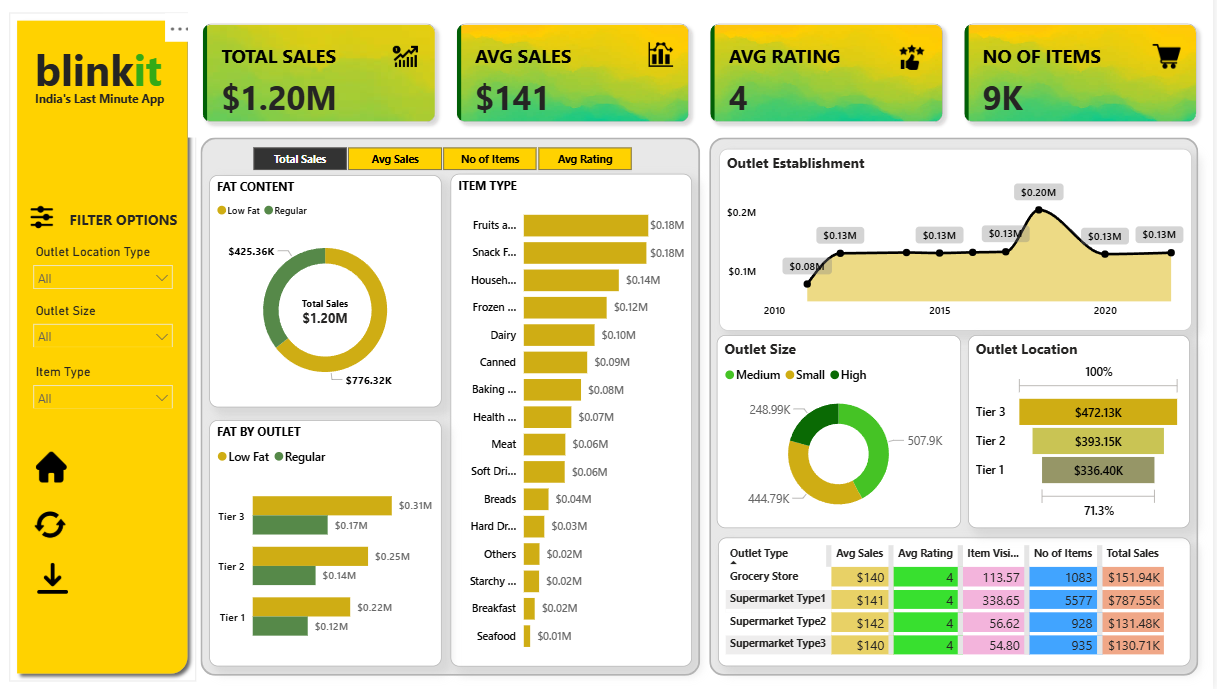 blinkit
India's Last Minute App
FILTER OPTIONS
Outlet Location Type
All
Outlet Size
All
Item Type
All
TOTAL SALES
$1.20M
AVG SALES
$141
AVG RATING
4
NO OF ITEMS
9K
Total Sales
Avg Sales
No of Items
Avg Rating
FAT CONTENT
Low Fat
Regular
$425.36K
Total Sales
$1.20M
$776.32K
FAT BY OUTLET
Low Fat
Regular
Tier 3
$0.31M
$0.17M
Tier 2
$0.25M
$0.14M
Tier 1
$0.22M
$0.12M
ITEM TYPE
Fruits a...
$0.18M
Snack F...
$0.18M
Househ...
$0.14M
Frozen ...
$0.12M
Dairy
$0.10M
Canned
$0.09M
Baking ...
$0.08M
Health ...
$0.07M
Meat
$0.06M
Soft Dri...
$0.06M
Breads
$0.04M
Hard Dr...
$0.03M
Others
$0.02M
Starchy ...
$0.02M
Breakfast
$0.02M
Seafood
$0.01M
Outlet Establishment
$0.2M
$0.1M
$0.08M
$0.13M
$0.13M
$0.13M
$0.20M
$0.13M
$0.13M
2010
2015
2020
Outlet Size
Medium
Small
High
248.99K
507.9K
444.79K
Outlet Location
100%
Tier 3
$472.13K
Tier 2
$393.15K
Tier 1
$336.40K
71.3%
Outlet Type Avg Sales Avg Rating Item Visi... No of Items Total Sales
Grocery Store $140 4 113.57 1083 $151.94K
Supermarket Type1 $141 4 338.65 5577 $787.55K
Supermarket Type2 $142 4 56.62 928 $131.48K
Supermarket Type3 $140 4 54.80 935 $130.71K